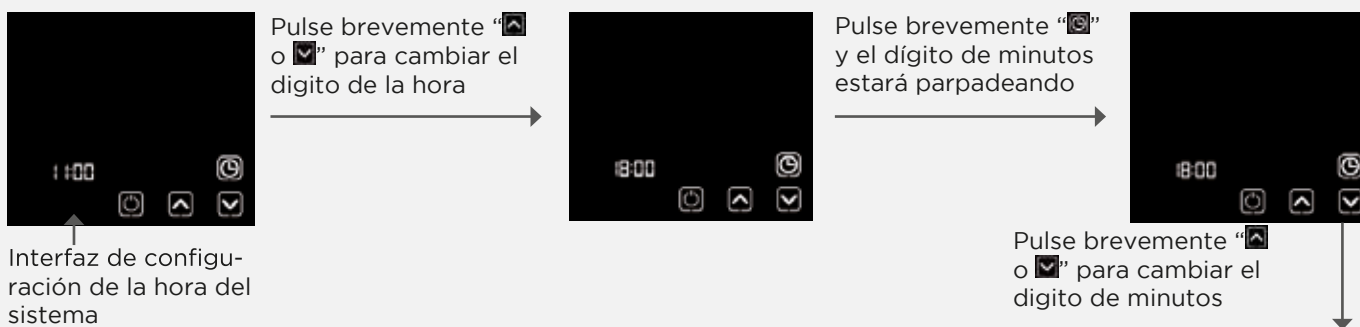 Pulse brevemente “
o ” para cambiar el
digito de la hora
Pulse brevemente “ ”
y el dígito de minutos
estará parpadeando
11:00
18:00
18:00
Interfaz de configu-
ración de la hora del
sistema
Pulse brevemente “
o ” para cambiar el
digito de minutos